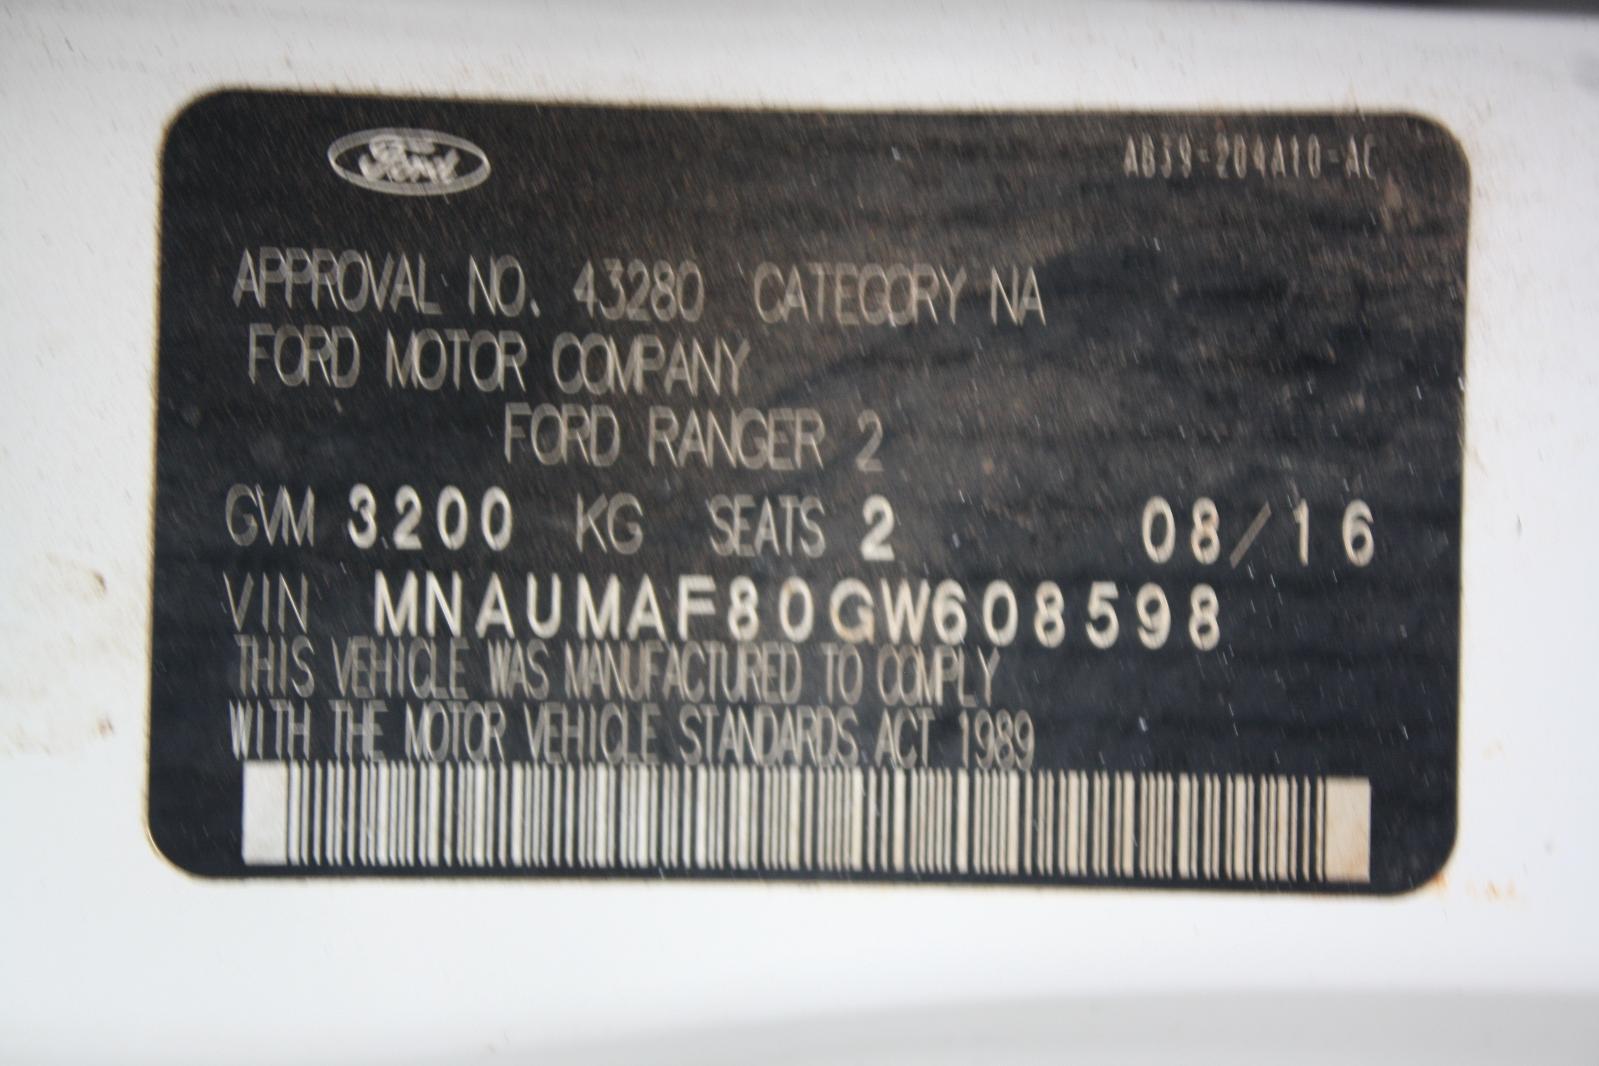 Ford
AB39-204A10-AC
APPROVAL NO. 43280 CATEGORY NA
FORD MOTOR COMPANY
FORD RANGER 2
GVM 3200 KG SEATS 2 08/16
VIN MNAUMAF80GW608598
THIS VEHICLE WAS MANUFACTURED TO COMPLY
WITH THE MOTOR VEHICLE STANDARDS ACT 1989